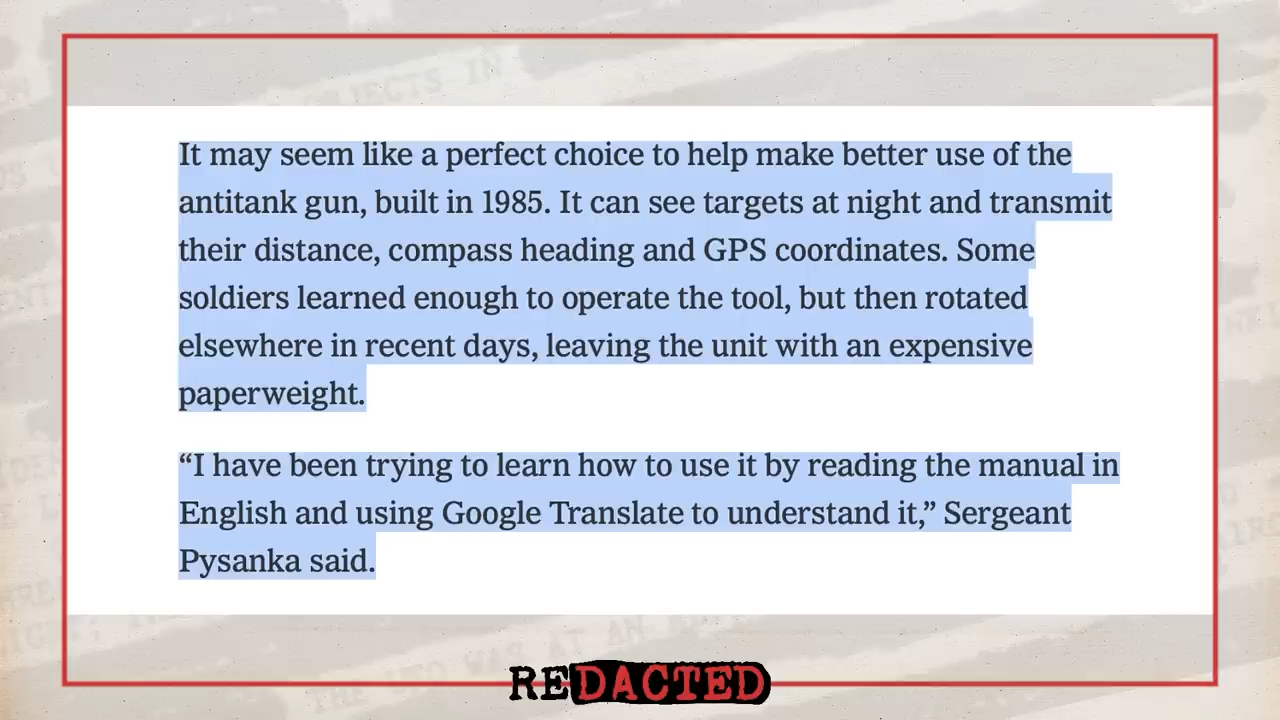 It may seem like a perfect choice to help make better use of the
antitank gun, built in 1985. It can see targets at night and transmit
their distance, compass heading and GPS coordinates. Some
soldiers learned enough to operate the tool, but then rotated
elsewhere in recent days, leaving the unit with an expensive
paperweight.
“I have been trying to learn how to use it by reading the manual in
English and using Google Translate to understand it,” Sergeant
Pysanka said.
REDACTED